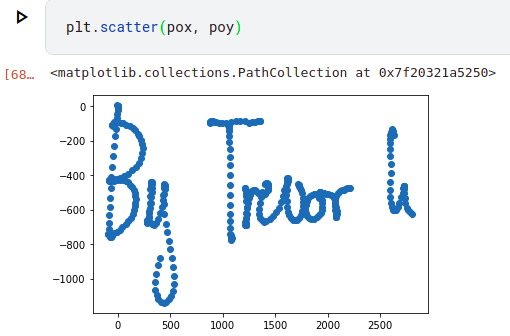 plt.scatter(pox, poy)
[68…
<matplotlib.collections.PathCollection at 0x7f20321a5250>
0
−200
−400
−600
−800
−1000
By
0 500 1000 1500 2000 2500